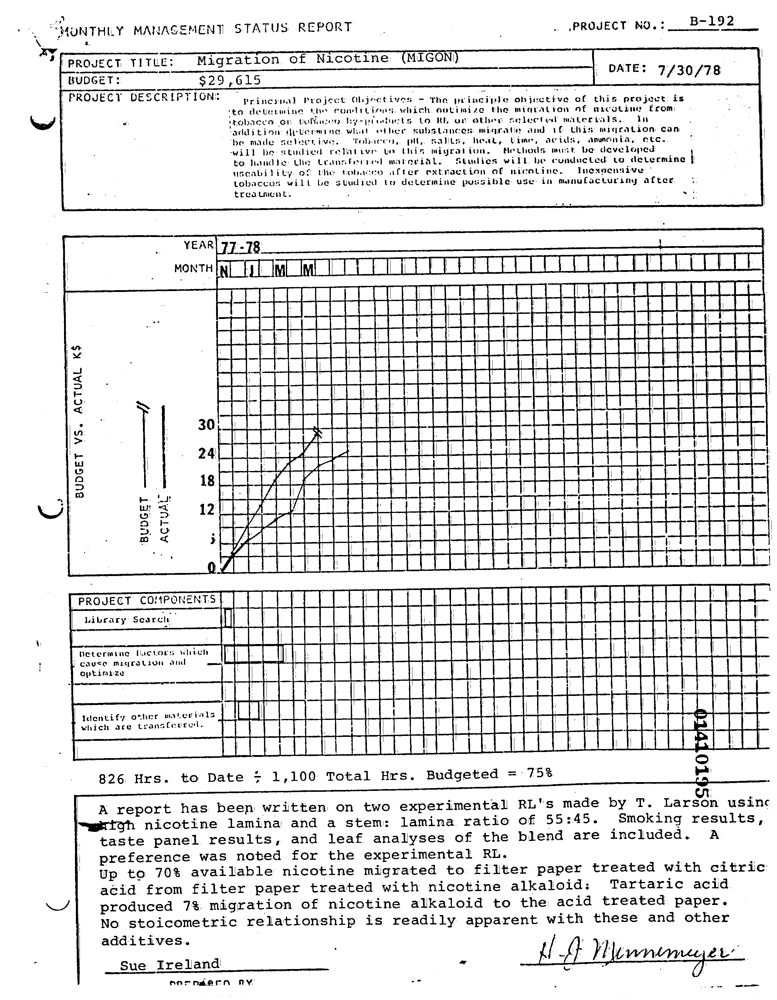 MONTHLY MANAGEMENT STATUS REPORT
PROJECT NO.: B-192
PROJECT TITLE: Migration of Nicotine (MIGON)
DATE: 7/30/78
BUDGET: $29,615
PROJECT DESCRIPTION: Principal Project Objectives - The principle objective of this project is
to determine the conditions which optimize the migration of nicotine from
tobacco or tobacco by-products to RL or other selected materials. In
addition determine what other substances migrate and if this migration can
be made selective. Tobacco, pH, salts, heat, time, acids, ammonia, etc.
will be studied relative to this migration. Methods must be developed
to handle the transferred material. Studies will be conducted to determine
useability of the tobacco after extraction of nicotine. Inexpensive
tobaccos will be studied to determine possible use in manufacturing after
treatment.
YEAR 77-78
MONTH N J M M
BUDGET VS. ACTUAL K$
BUDGET
ACTUAL
30
24
18
12
0
PROJECT COMPONENTS
Library Search
Determine factors which
cause migration and
optimize
Identify other materials
which are transferred.
01410195
826 Hrs. to Date ÷ 1,100 Total Hrs. Budgeted = 75%
A report has been written on two experimental RL's made by T. Larson using
high nicotine lamina and a stem: lamina ratio of 55:45. Smoking results,
taste panel results, and leaf analyses of the blend are included. A
preference was noted for the experimental RL.
Up to 70% available nicotine migrated to filter paper treated with citric
acid from filter paper treated with nicotine alkaloid: Tartaric acid
produced 7% migration of nicotine alkaloid to the acid treated paper.
No stoicometric relationship is readily apparent with these and other
additives.
H-J Minnemeyer
Sue Ireland
PREPARED BY